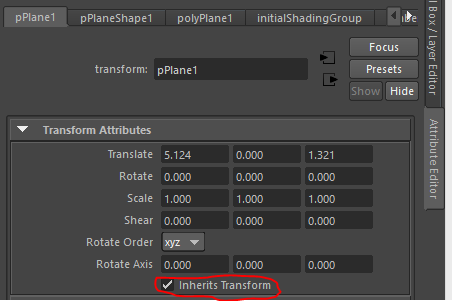 pPlane1 pPlaneShape1 polyPlane1 initialShadingGroup
transform: pPlane1
Focus
Presets
Show Hide
Transform Attributes
Translate 5.124 0.000 1.321
Rotate 0.000 0.000 0.000
Scale 1.000 1.000 1.000
Shear 0.000 0.000 0.000
Rotate Order xyz
Rotate Axis 0.000 0.000 0.000
Inherits Transform
Box / Layer Editor
Attribute Editor